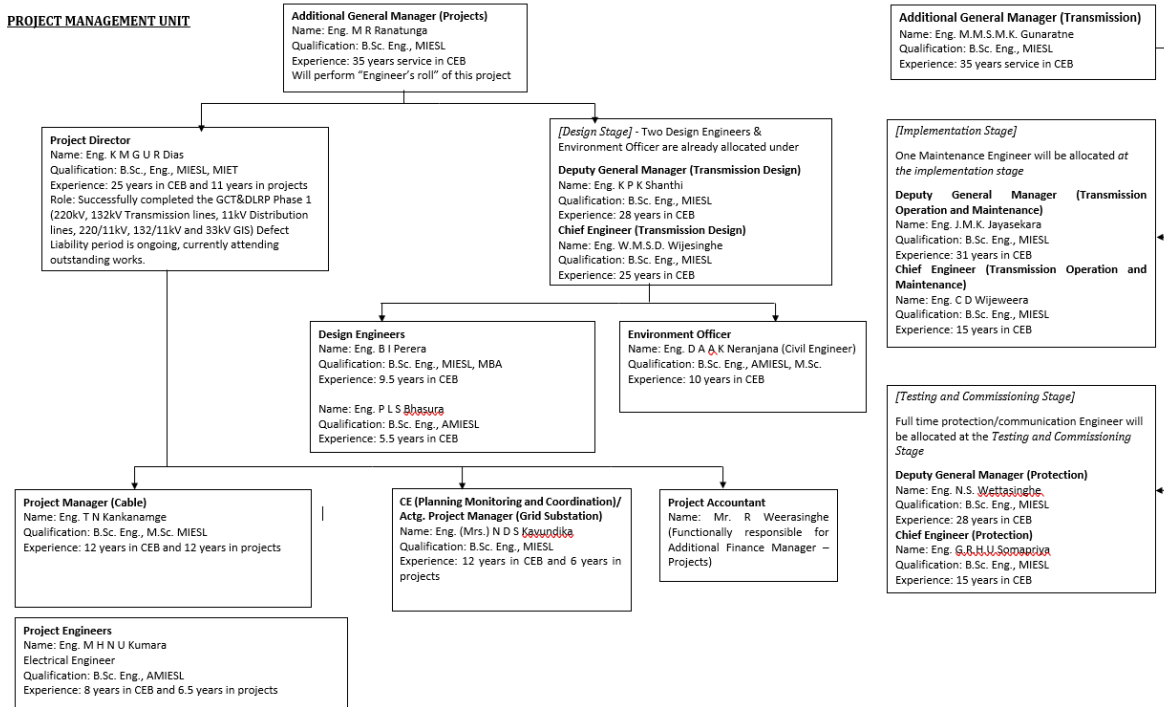 PROJECT MANAGEMENT UNIT
Additional General Manager (Projects)
Name: Eng. M R Ranatunga
Qualification: B.Sc. Eng., MIESL
Experience: 35 years service in CEB
Will perform “Engineer’s roll” of this project
Additional General Manager (Transmission)
Name: Eng. M.M.S.M.K. Gunaratne
Qualification: B.Sc. Eng., MIESL
Experience: 35 years service in CEB
Project Director
Name: Eng. K M G U R Dias
Qualification: B.Sc., Eng., MIESL, MIET
Experience: 25 years in CEB and 11 years in projects
Role: Successfully completed the GCT&DLRP Phase 1
(220kV, 132kV Transmission lines, 11kV Distribution
lines, 220/11kV, 132/11kV and 33kV GIS) Defect
Liability period is ongoing, currently attending
outstanding works.
[Design Stage] - Two Design Engineers &
Environment Officer are already allocated under
Deputy General Manager (Transmission Design)
Name: Eng. K P K Shanthi
Qualification: B.Sc. Eng., MIESL
Experience: 28 years in CEB
Chief Engineer (Transmission Design)
Name: Eng. W.M.S.D. Wijesinghe
Qualification: B.Sc. Eng., MIESL
Experience: 25 years in CEB
[Implementation Stage]
One Maintenance Engineer will be allocated at
the implementation stage
Deputy General Manager (Transmission
Operation and Maintenance)
Name: Eng. J.M.K. Jayasekara
Qualification: B.Sc. Eng., MIESL
Experience: 31 years in CEB
Chief Engineer (Transmission Operation and
Maintenance)
Name: Eng. C D Wijeweera
Qualification: B.Sc. Eng., MIESL
Experience: 15 years in CEB
Design Engineers
Name: Eng. B I Perera
Qualification: B.Sc. Eng., MIESL, MBA
Experience: 9.5 years in CEB
Name: Eng. P L S Bhasura
Qualification: B.Sc. Eng., AMIESL
Experience: 5.5 years in CEB
Environment Officer
Name: Eng. D A A K Neranjana (Civil Engineer)
Qualification: B.Sc. Eng., AMIESL, M.Sc.
Experience: 10 years in CEB
[Testing and Commissioning Stage]
Full time protection/communication Engineer will
be allocated at the Testing and Commissioning
Stage
Deputy General Manager (Protection)
Name: Eng. N.S. Wettasinghe
Qualification: B.Sc. Eng., MIESL
Experience: 28 years in CEB
Chief Engineer (Protection)
Name: Eng. G.R.H.U.Somapriya
Qualification: B.Sc. Eng., MIESL
Experience: 15 years in CEB
Project Manager (Cable)
Name: Eng. T N Kankanamge
Qualification: B.Sc. Eng., M.Sc. MIESL
Experience: 12 years in CEB and 12 years in projects
CE (Planning Monitoring and Coordination)/
Actg. Project Manager (Grid Substation)
Name: Eng. (Mrs.) N D S Kavundika
Qualification: B.Sc. Eng., MIESL
Experience: 12 years in CEB and 6 years in
projects
Project Accountant
Name: Mr. R Weerasinghe
(Functionally responsible for
Additional Finance Manager –
Projects)
Project Engineers
Name: Eng. M H N U Kumara
Electrical Engineer
Qualification: B.Sc. Eng., AMIESL
Experience: 8 years in CEB and 6.5 years in projects